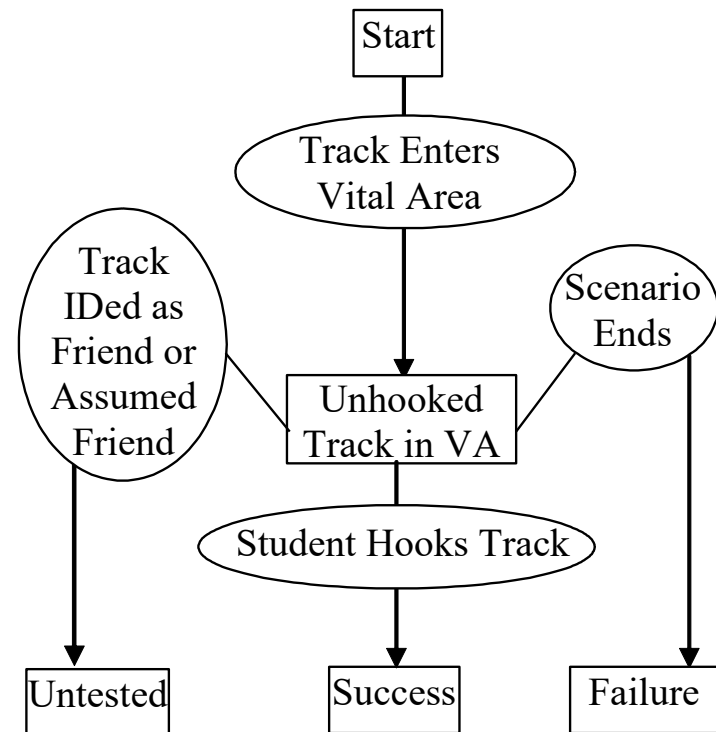 Start
Track Enters
Vital Area
Track
IDed as
Friend or
Assumed
Friend
Scenario
Ends
Unhooked
Track in VA
Student Hooks Track
Untested
Success
Failure